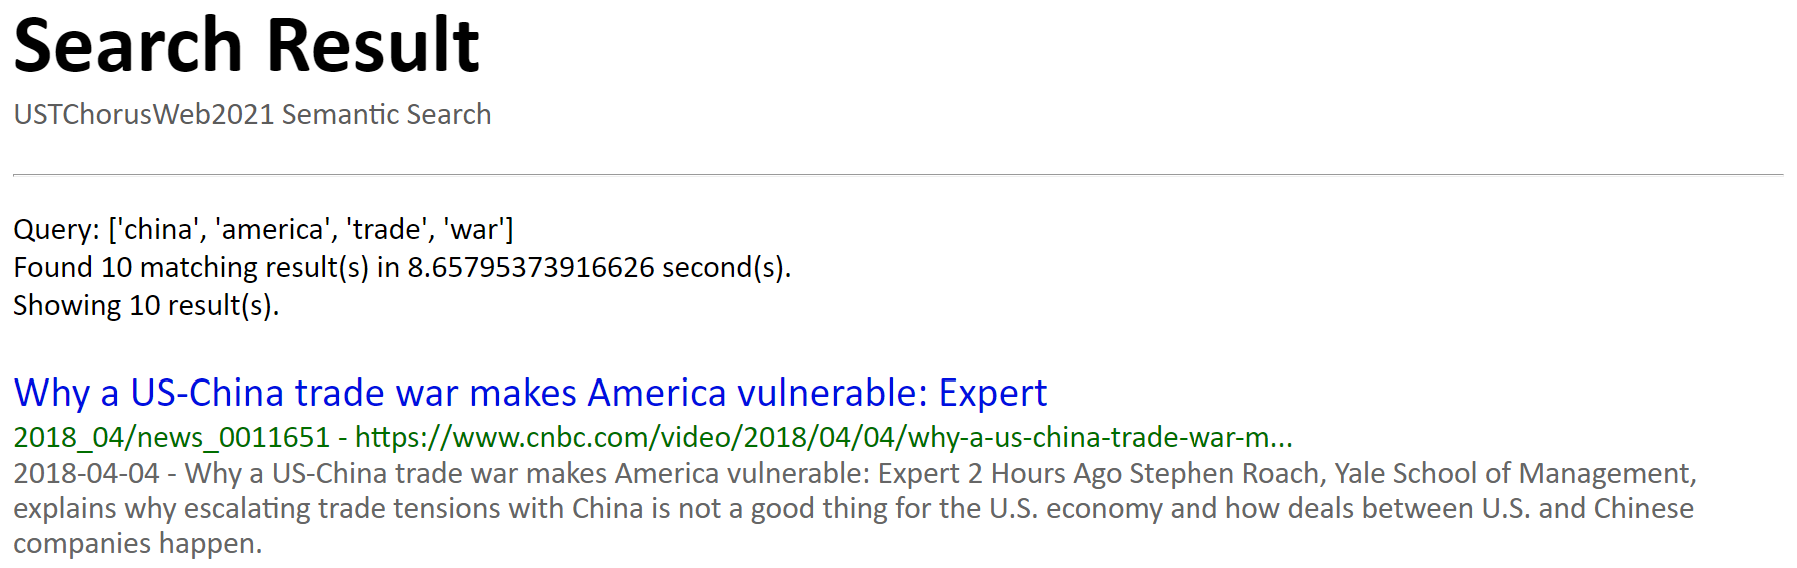 Search Result
USTChorusWeb2021 Semantic Search
Query: ['china', 'america', 'trade', 'war']
Found 10 matching result(s) in 8.65795373916626 second(s).
Showing 10 result(s).
Why a US-China trade war makes America vulnerable: Expert
2018_04/news_0011651 - https://www.cnbc.com/video/2018/04/04/why-a-us-china-trade-war-m...
2018-04-04 - Why a US-China trade war makes America vulnerable: Expert 2 Hours Ago Stephen Roach, Yale School of Management,
explains why escalating trade tensions with China is not a good thing for the U.S. economy and how deals between U.S. and Chinese
companies happen.